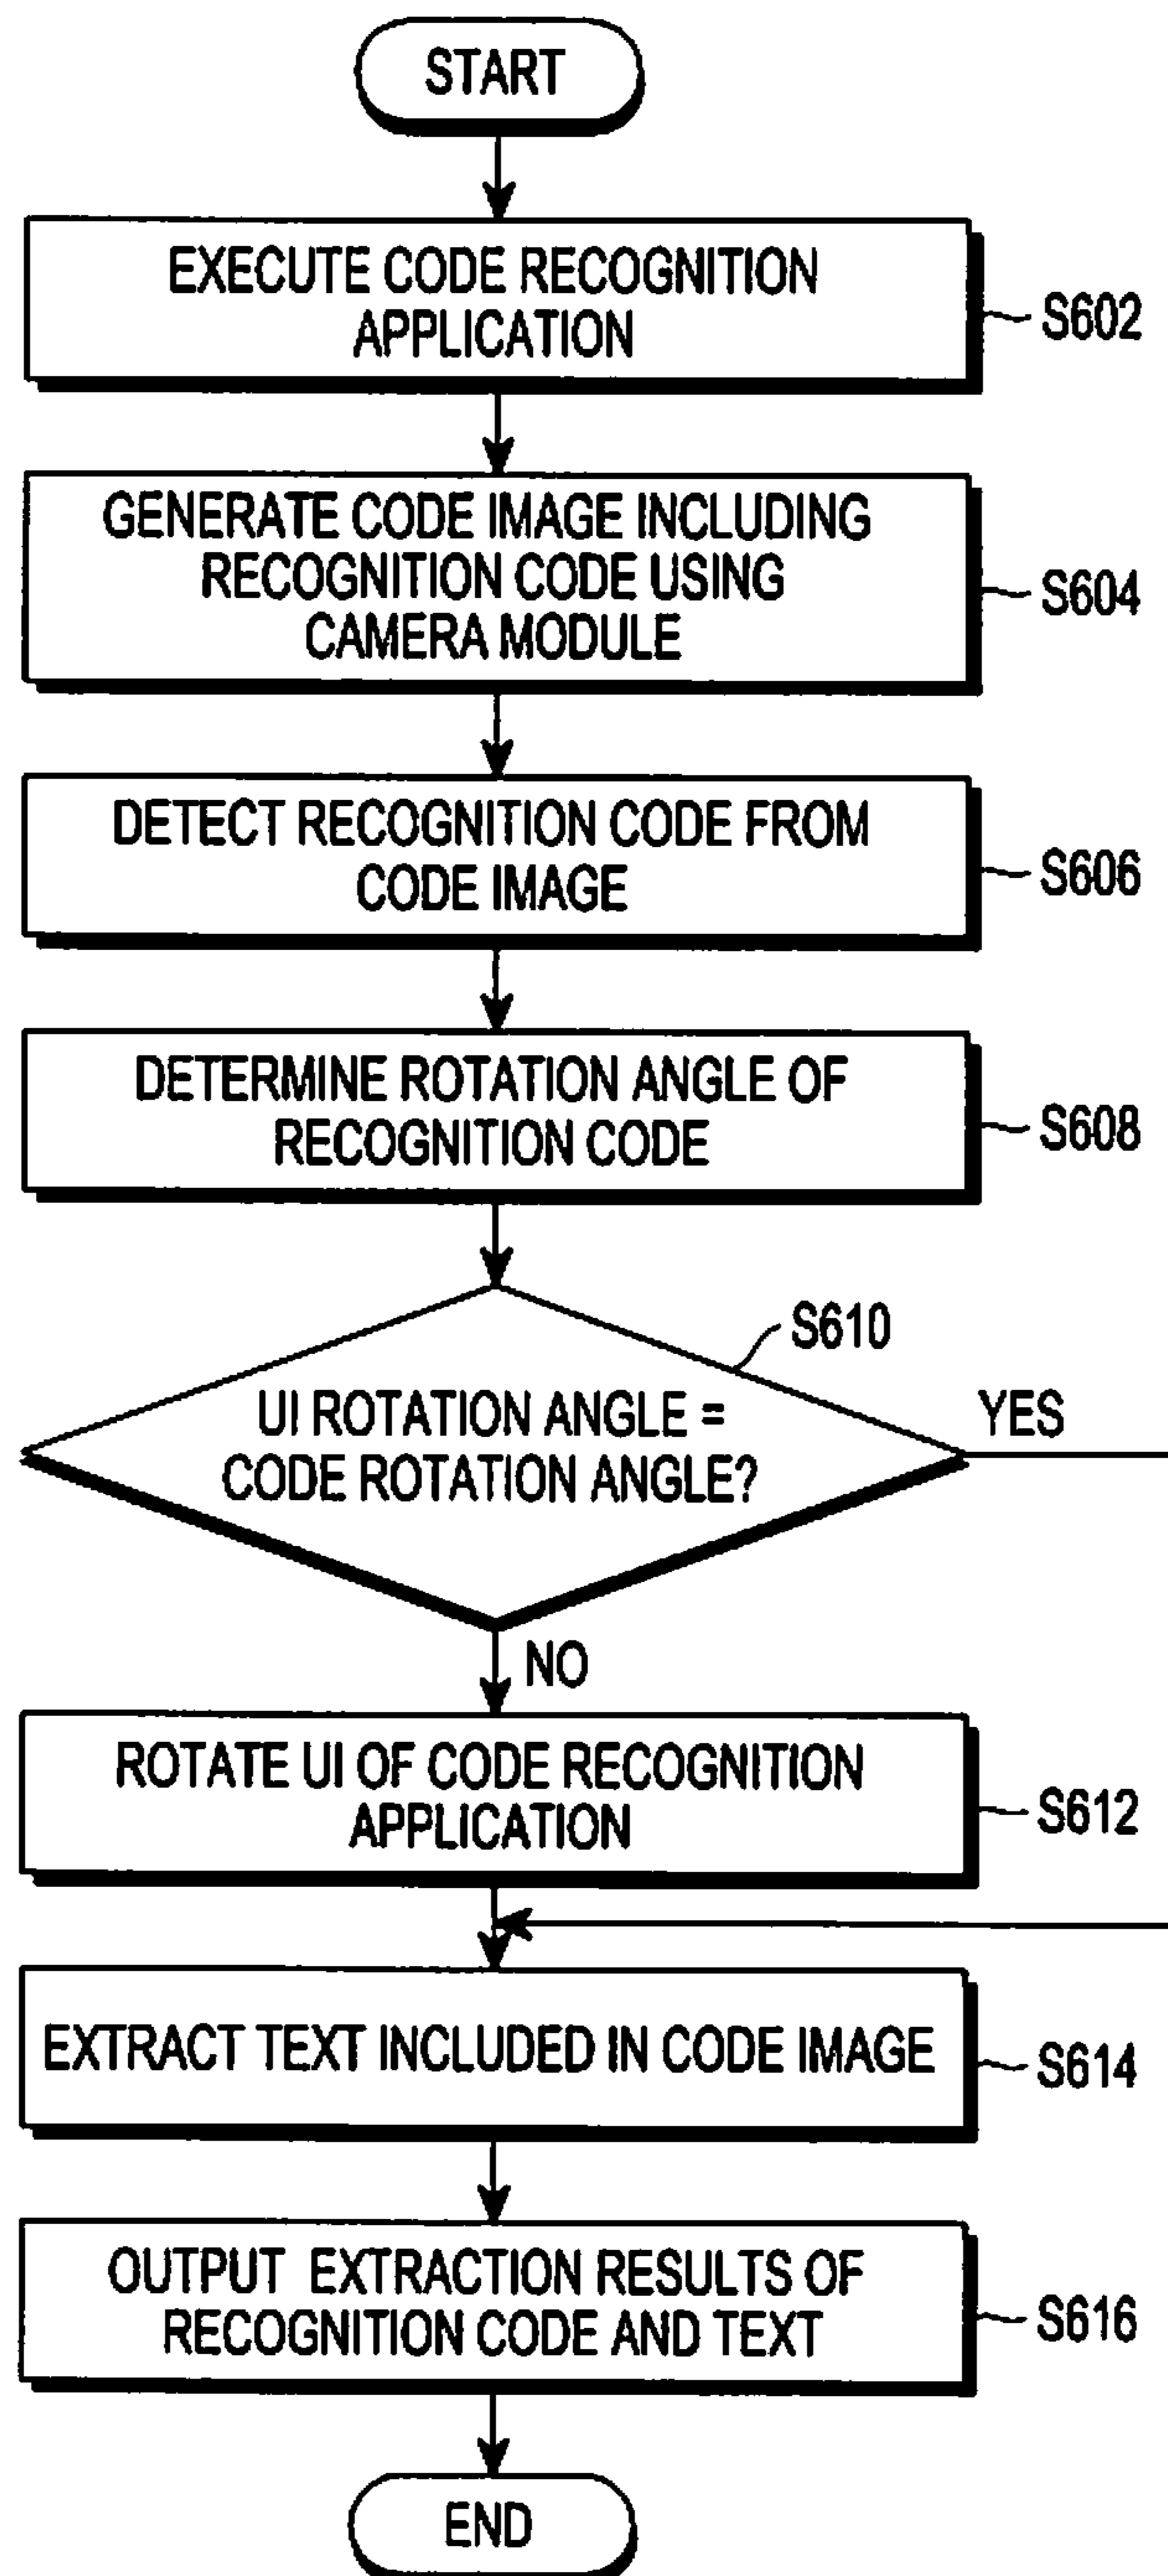 START
EXECUTE CODE RECOGNITION
APPLICATION
S602
GENERATE CODE IMAGE INCLUDING
RECOGNITION CODE USING
CAMERA MODULE
S604
DETECT RECOGNITION CODE FROM
CODE IMAGE
S606
DETERMINE ROTATION ANGLE OF
RECOGNITION CODE
S608
S610
UI ROTATION ANGLE =
CODE ROTATION ANGLE?
YES
NO
ROTATE UI OF CODE RECOGNITION
APPLICATION
S612
EXTRACT TEXT INCLUDED IN CODE IMAGE
S614
OUTPUT EXTRACTION RESULTS OF
RECOGNITION CODE AND TEXT
S616
END